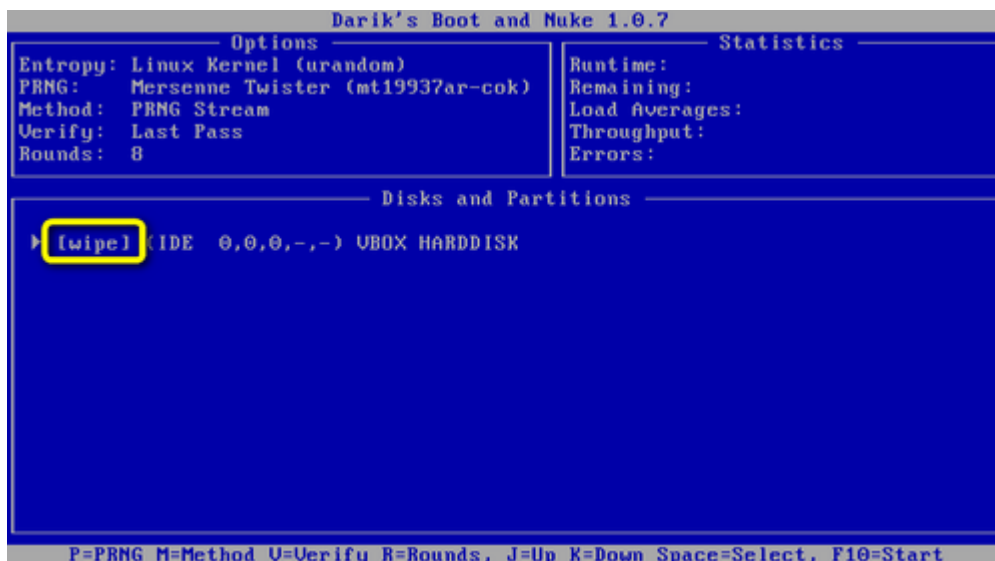 Darik's Boot and Nuke 1.0.7
Options
Entropy: Linux Kernel (urandom)
PRNG: Mersenne Twister (mt19937ar-cok)
Method: PRNG Stream
Verify: Last Pass
Rounds: 8
Statistics
Runtime:
Remaining:
Load Averages:
Throughput:
Errors:
Disks and Partitions
[wipe] (IDE 0,0,0,-,-) VBOX HARDDISK
P=PRNG M=Method V=Verify R=Rounds, J=Up K=Down Space=Select, F10=Start